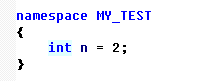 namespace MY_TEST
{
    int n = 2;
}